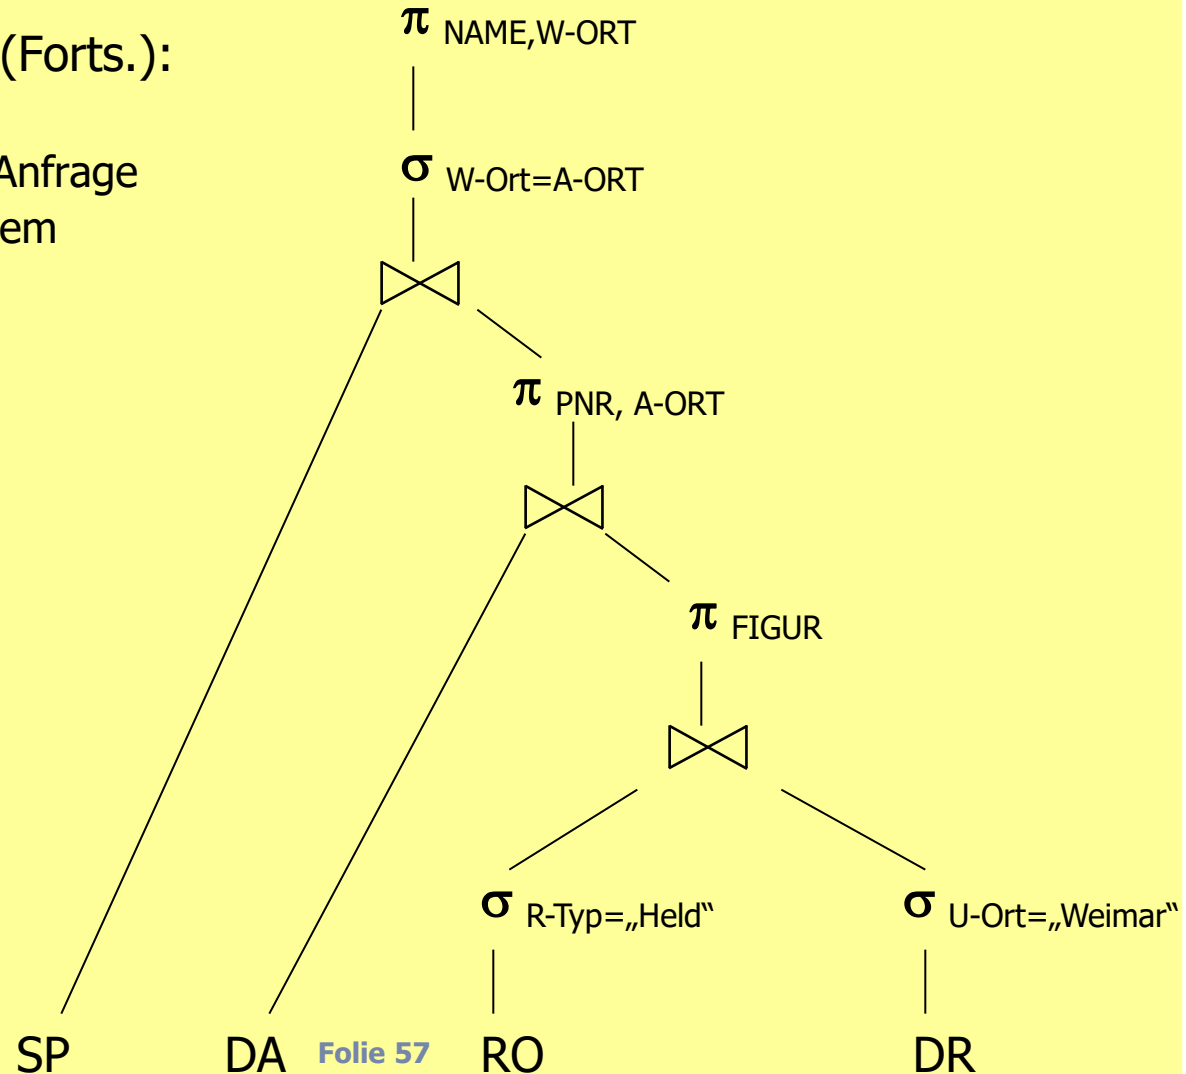 π NAME,W-ORT
(Forts.):
Anfrage
σ W-Ort=A-ORT
em
π PNR, A-ORT
π FIGUR
σ R-Typ=„Held“
σ U-Ort=„Weimar“
SP
DA
Folie 57
RO
DR